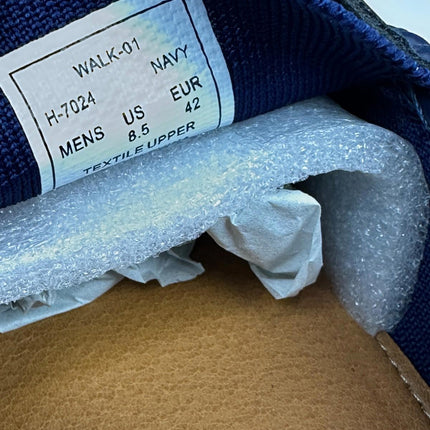 WALK-01
H-7024 NAVY
MENS US EUR
8.5 42
TEXTILE UPPER